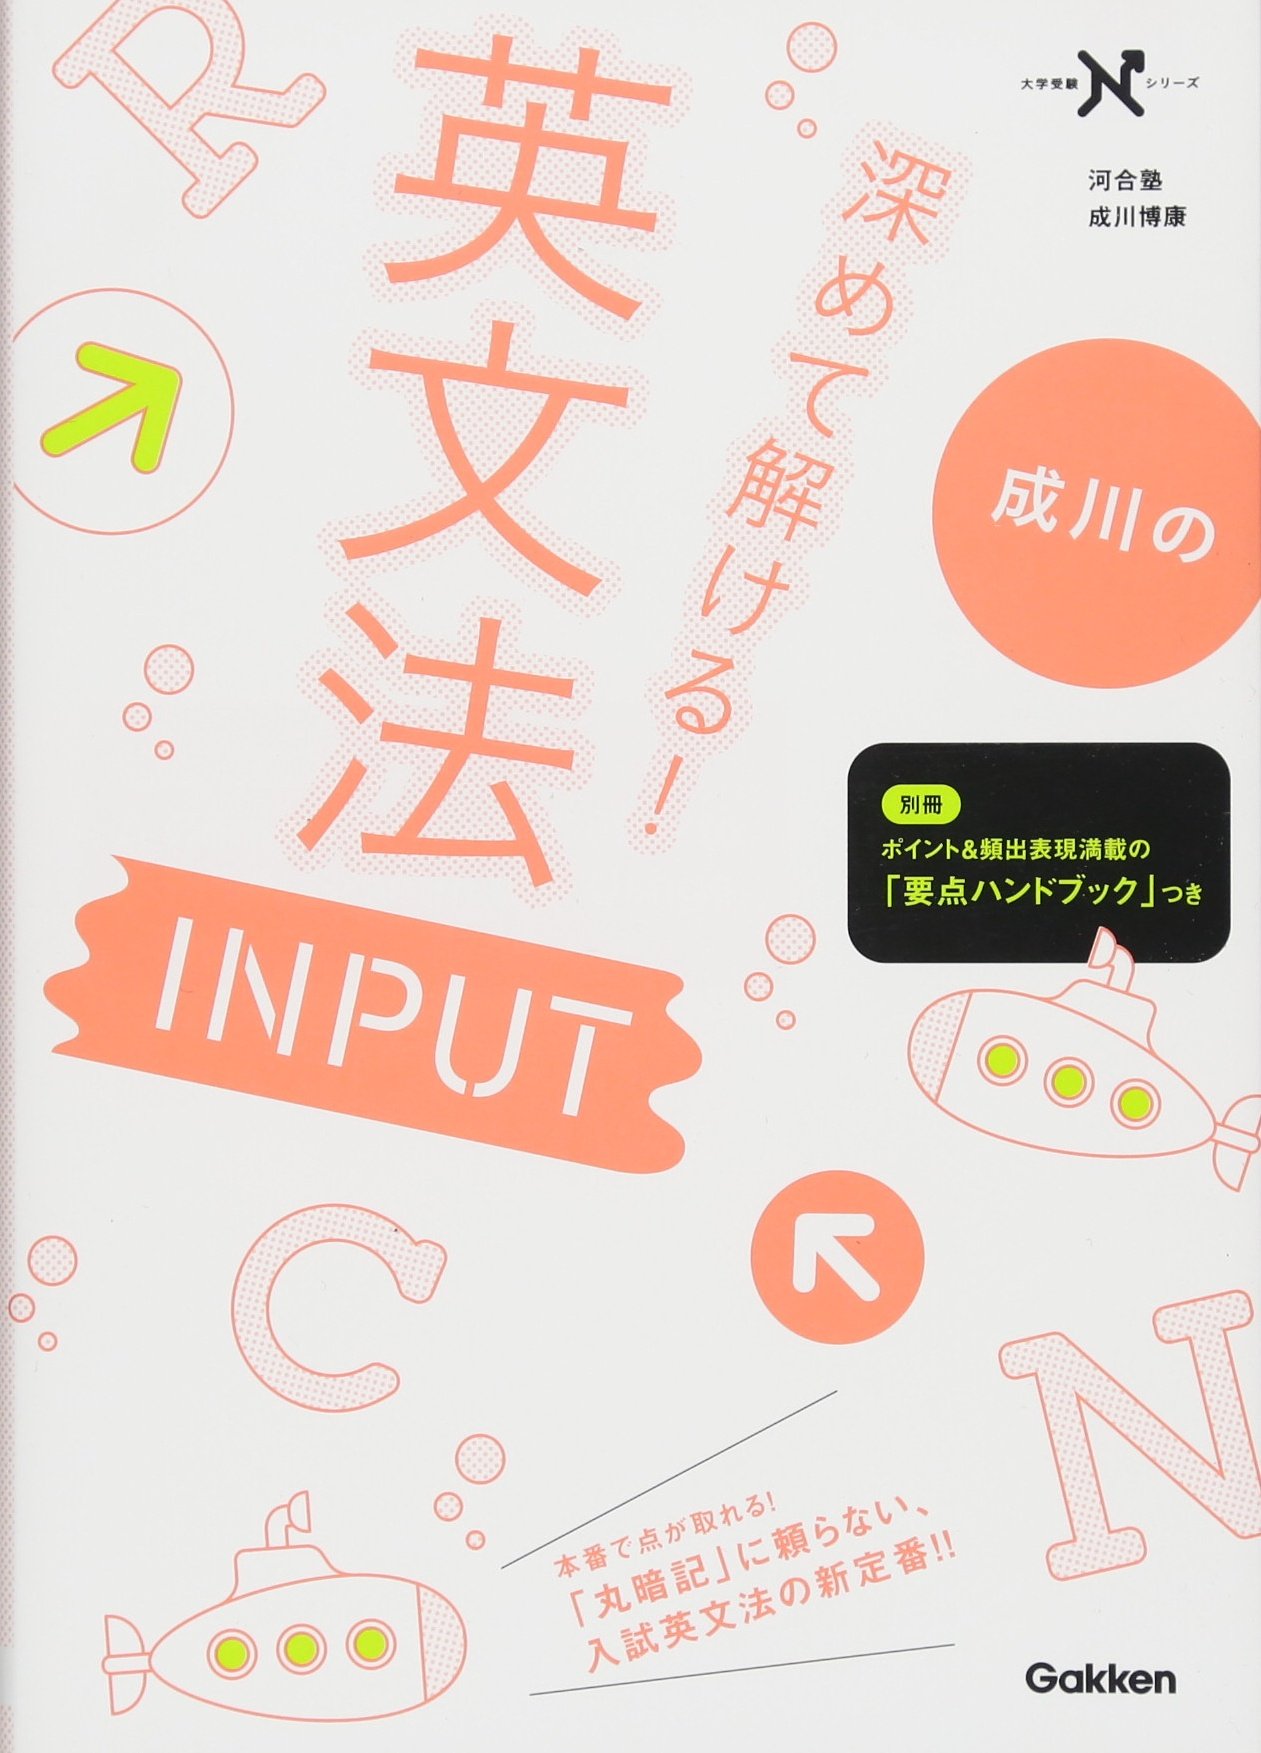 大学受験 N シリーズ
河合塾
成川博康
成川の
深めて解ける!
英文法
INPUT
別冊
ポイント&頻出表現満載の
「要点ハンドブック」つき
R
C
N
本番で点が取れる!
「丸暗記」に頼らない、
入試英文法の新定番!!
Gakken